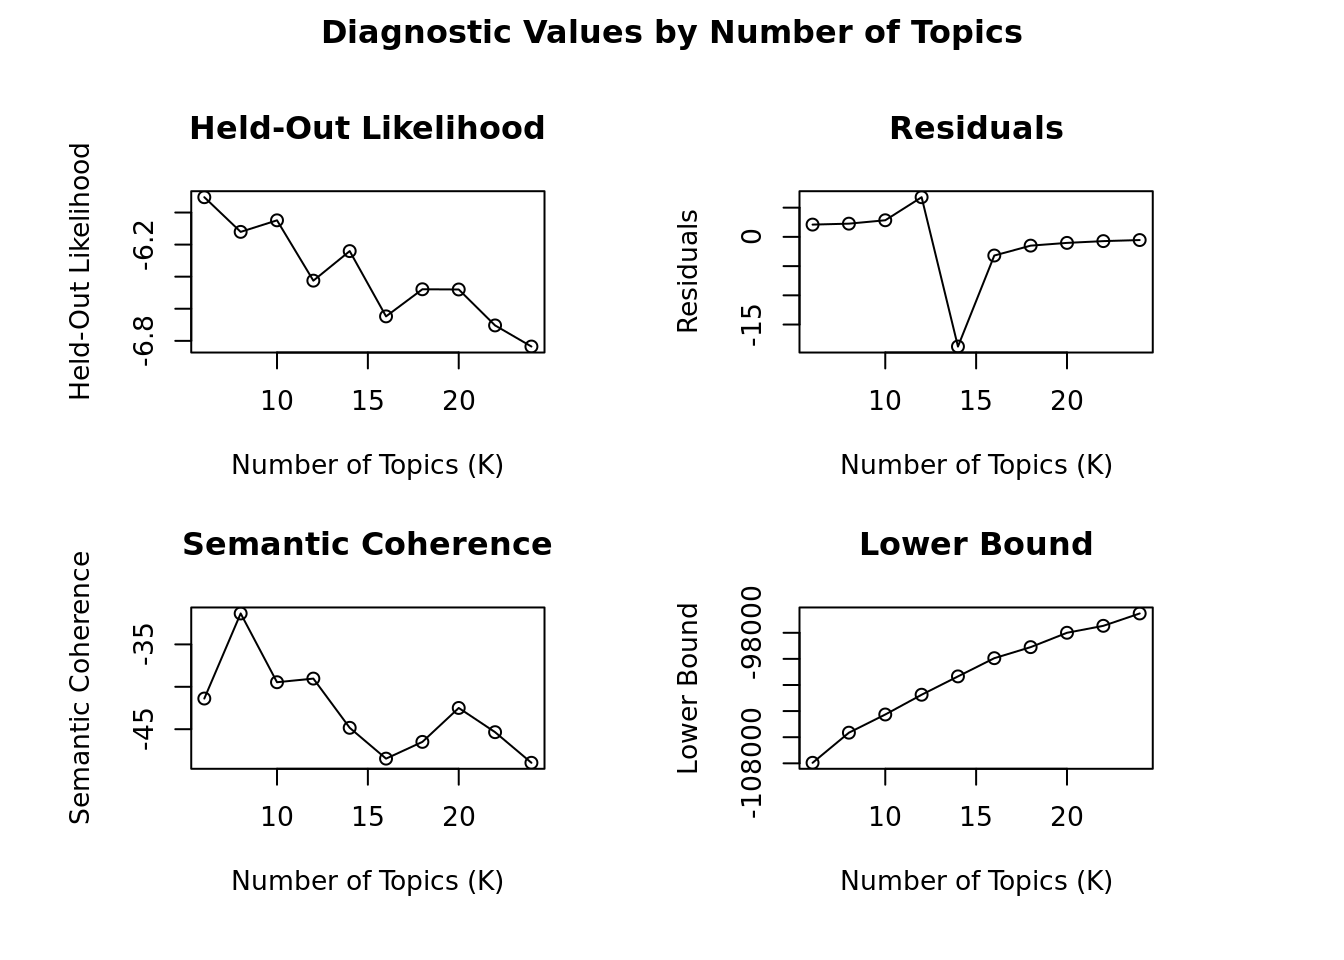 Diagnostic Values by Number of Topics
Held-Out Likelihood
Held-Out Likelihood
-6.2
-6.8
10 15 20
Number of Topics (K)
Residuals
Residuals
0
-15
10 15 20
Number of Topics (K)
Semantic Coherence
Semantic Coherence
-35
-45
10 15 20
Number of Topics (K)
Lower Bound
Lower Bound
-98000
-108000
10 15 20
Number of Topics (K)